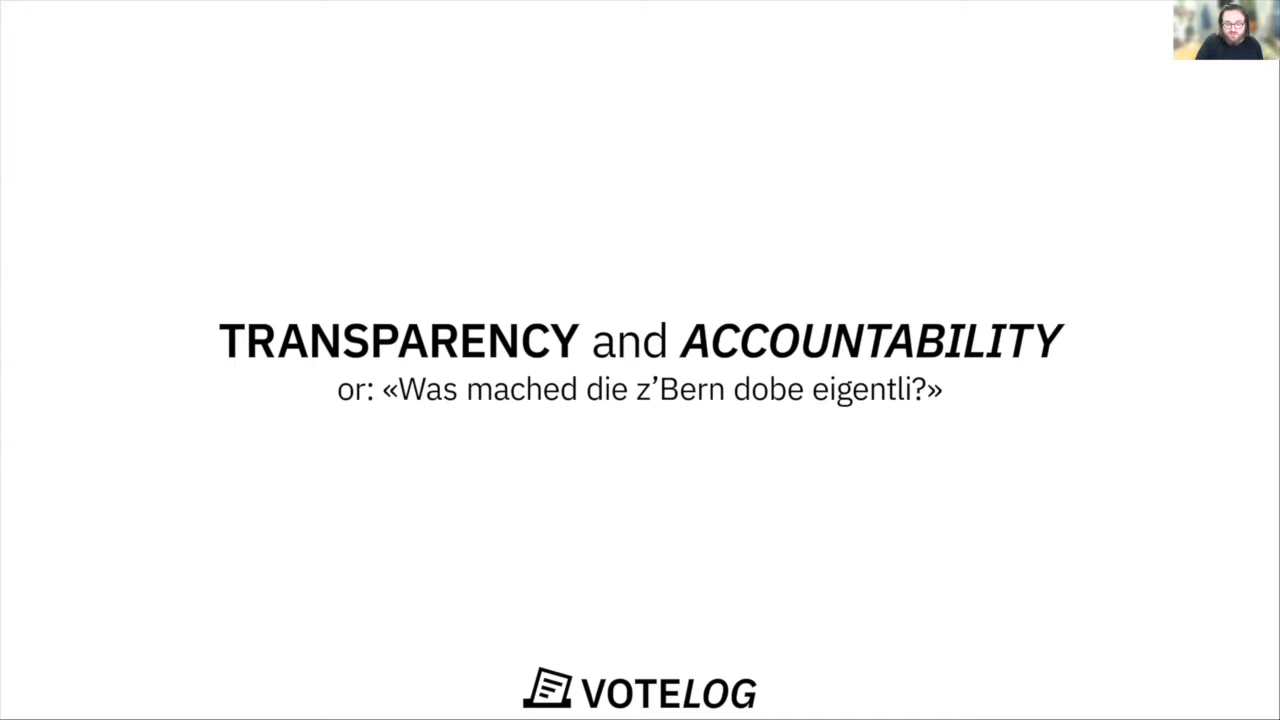 TRANSPARENCY and ACCOUNTABILITY
or: «Was mached die z’Bern dobe eigentli?»
VOTELOG